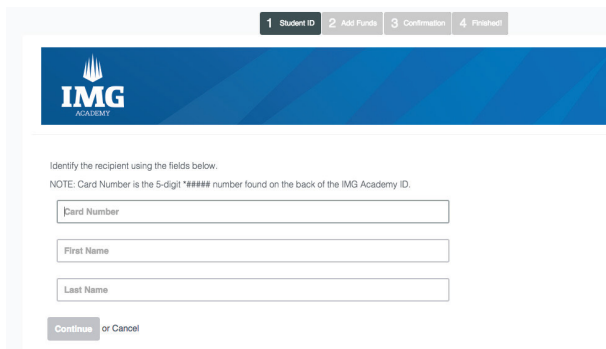 1 Student ID 2 Add Funds 3 Confirmation 4 Finished!
IMG
ACADEMY
Identify the recipient using the fields below.
NOTE: Card Number is the 5-digit *##### number found on the back of the IMG Academy ID.
Card Number
First Name
Last Name
Continue or Cancel